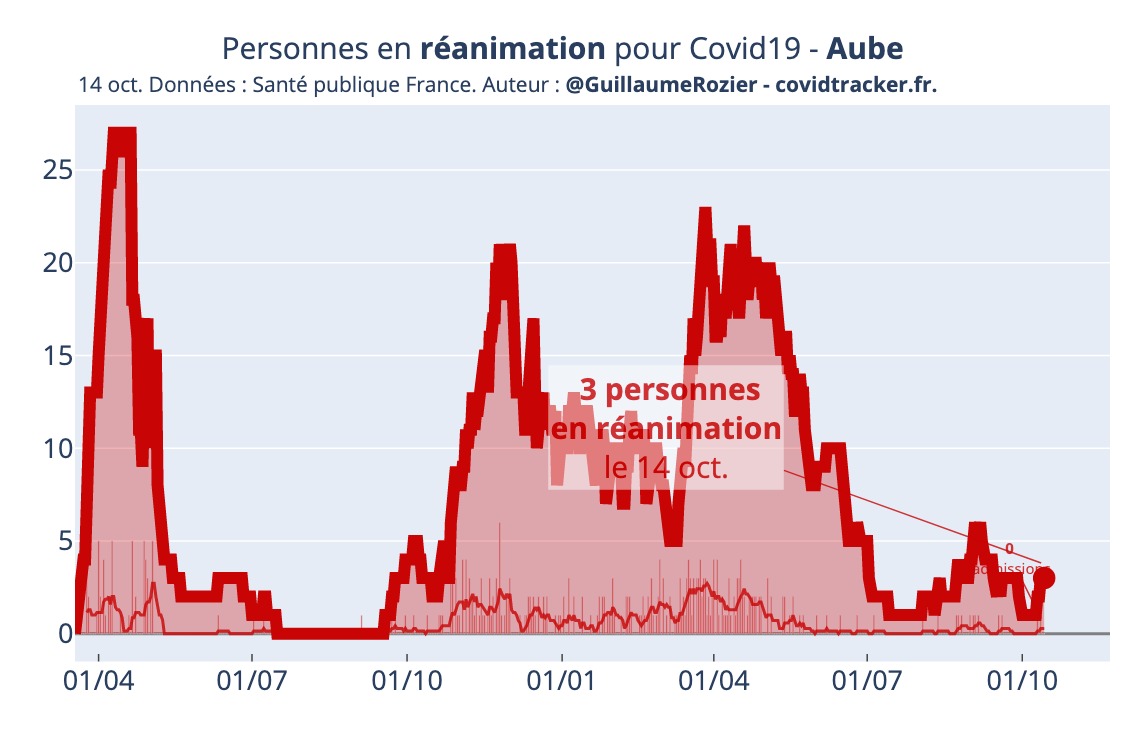 Personnes en réanimation pour Covid19 - Aube
14 oct. Données : Santé publique France. Auteur : @GuillaumeRozier - covidtracker.fr.
25
20
15
10
5
0
3 personnes
en réanimation
le 14 oct.
0
admissions
01/04 01/07 01/10 01/01 01/04 01/07 01/10